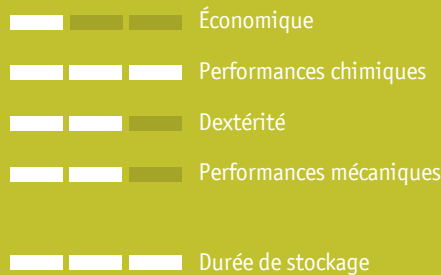 Économique
Performances chimiques
Dextérité
Performances mécaniques
Durée de stockage